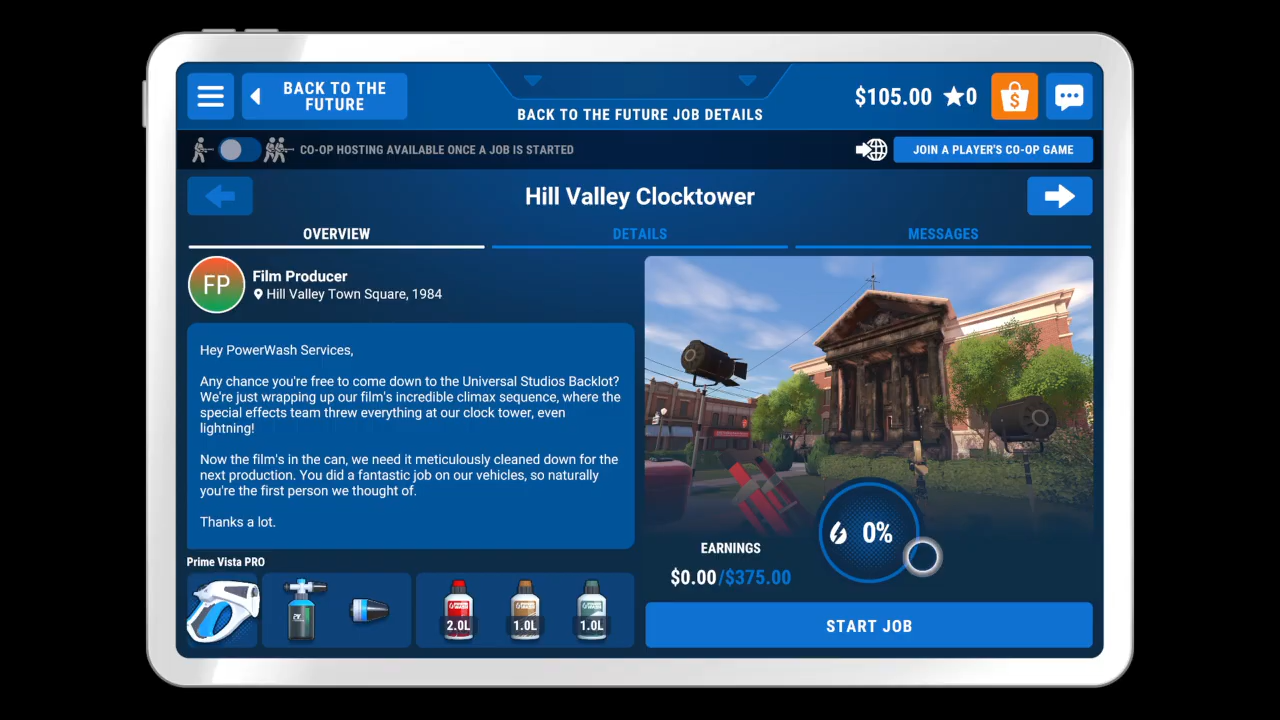 BACK TO THE
FUTURE
BACK TO THE FUTURE JOB DETAILS
$105.00 ★0
CO-OP HOSTING AVAILABLE ONCE A JOB IS STARTED
JOIN A PLAYER'S CO-OP GAME
Hill Valley Clocktower
OVERVIEW
DETAILS
MESSAGES
FP
Film Producer
Hill Valley Town Square, 1984
Hey PowerWash Services,
Any chance you're free to come down to the Universal Studios Backlot?
We're just wrapping up our film's incredible climax sequence, where the
special effects team threw everything at our clock tower, even
lightning!
Now the film's in the can, we need it meticulously cleaned down for the
next production. You did a fantastic job on our vehicles, so naturally
you're the first person we thought of.
Thanks a lot.
Prime Vista PRO
2.0L
1.0L
1.0L
0%
EARNINGS
$0.00/$375.00
START JOB